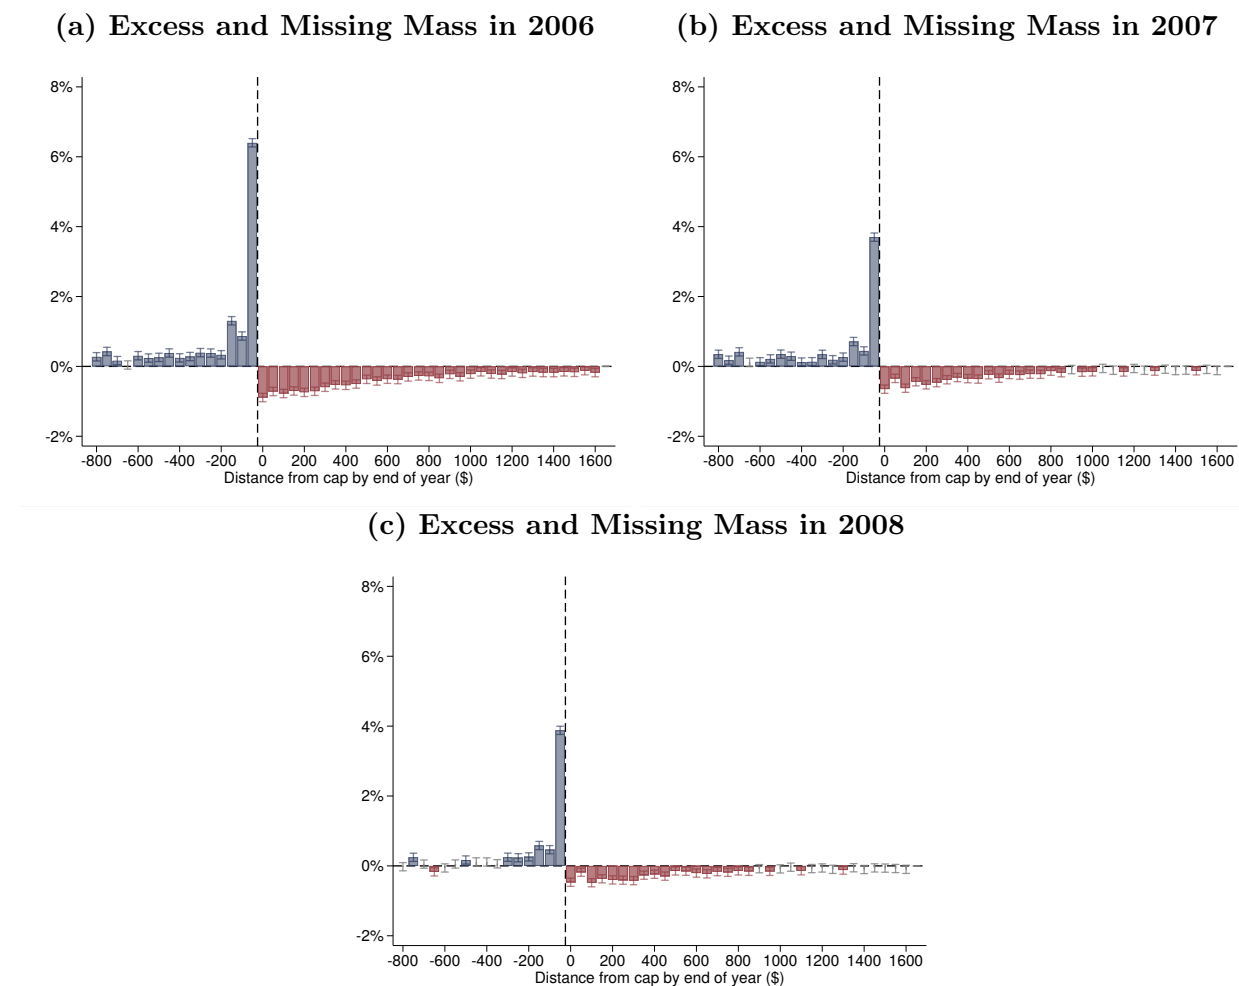 (a) Excess and Missing Mass in 2006
8%
6%
4%
2%
0%
-2%
-800 -600 -400 -200 0 200 400 600 800 1000 1200 1400 1600
Distance from cap by end of year ($)
(b) Excess and Missing Mass in 2007
8%
6%
4%
2%
0%
-2%
-800 -600 -400 -200 0 200 400 600 800 1000 1200 1400 1600
Distance from cap by end of year ($)
(c) Excess and Missing Mass in 2008
8%
6%
4%
2%
0%
-2%
-800 -600 -400 -200 0 200 400 600 800 1000 1200 1400 1600
Distance from cap by end of year ($)